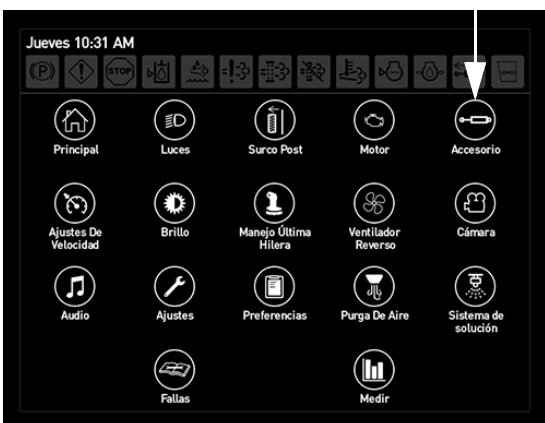 Jueves 10:31 AM
(P) STOP
Principal Luces Surco Post Motor Accesorio
Ajustes De Velocidad Brillo Manejo Última Hilera Ventilador Reverso Cámara
Audio Ajustes Preferencias Purga De Aire Sistema de solución
Fallas Medir